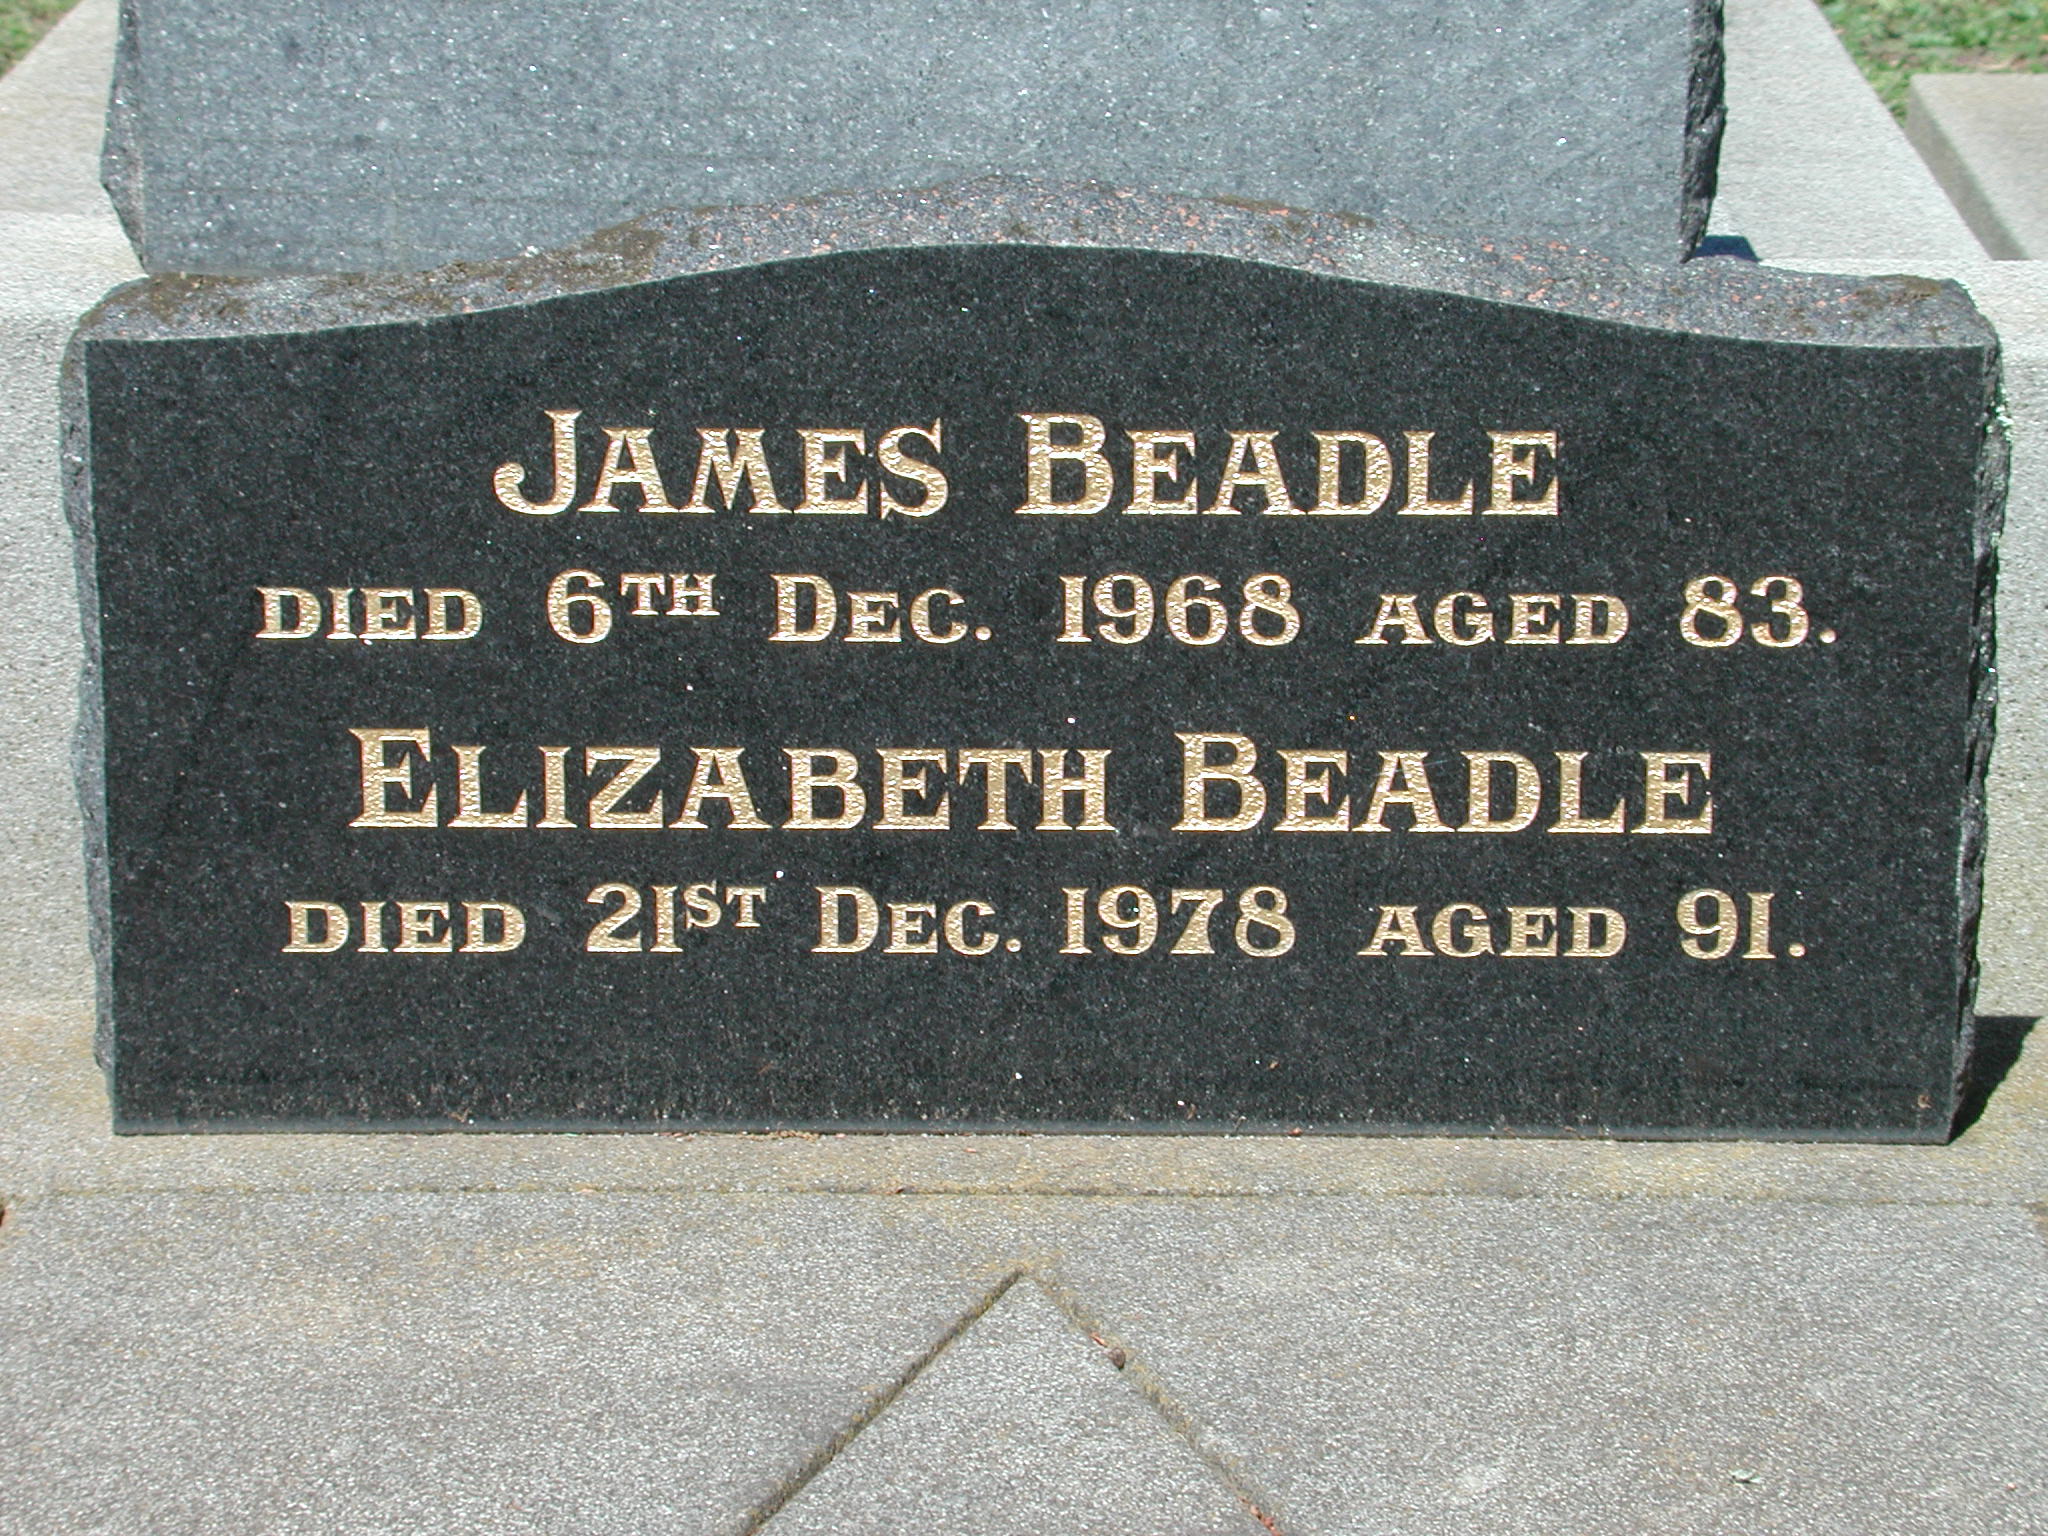 JAMES BEADLE
DIED 6TH DEC. 1968 AGED 83.
ELIZABETH BEADLE
DIED 21ST DEC. 1978 AGED 91.